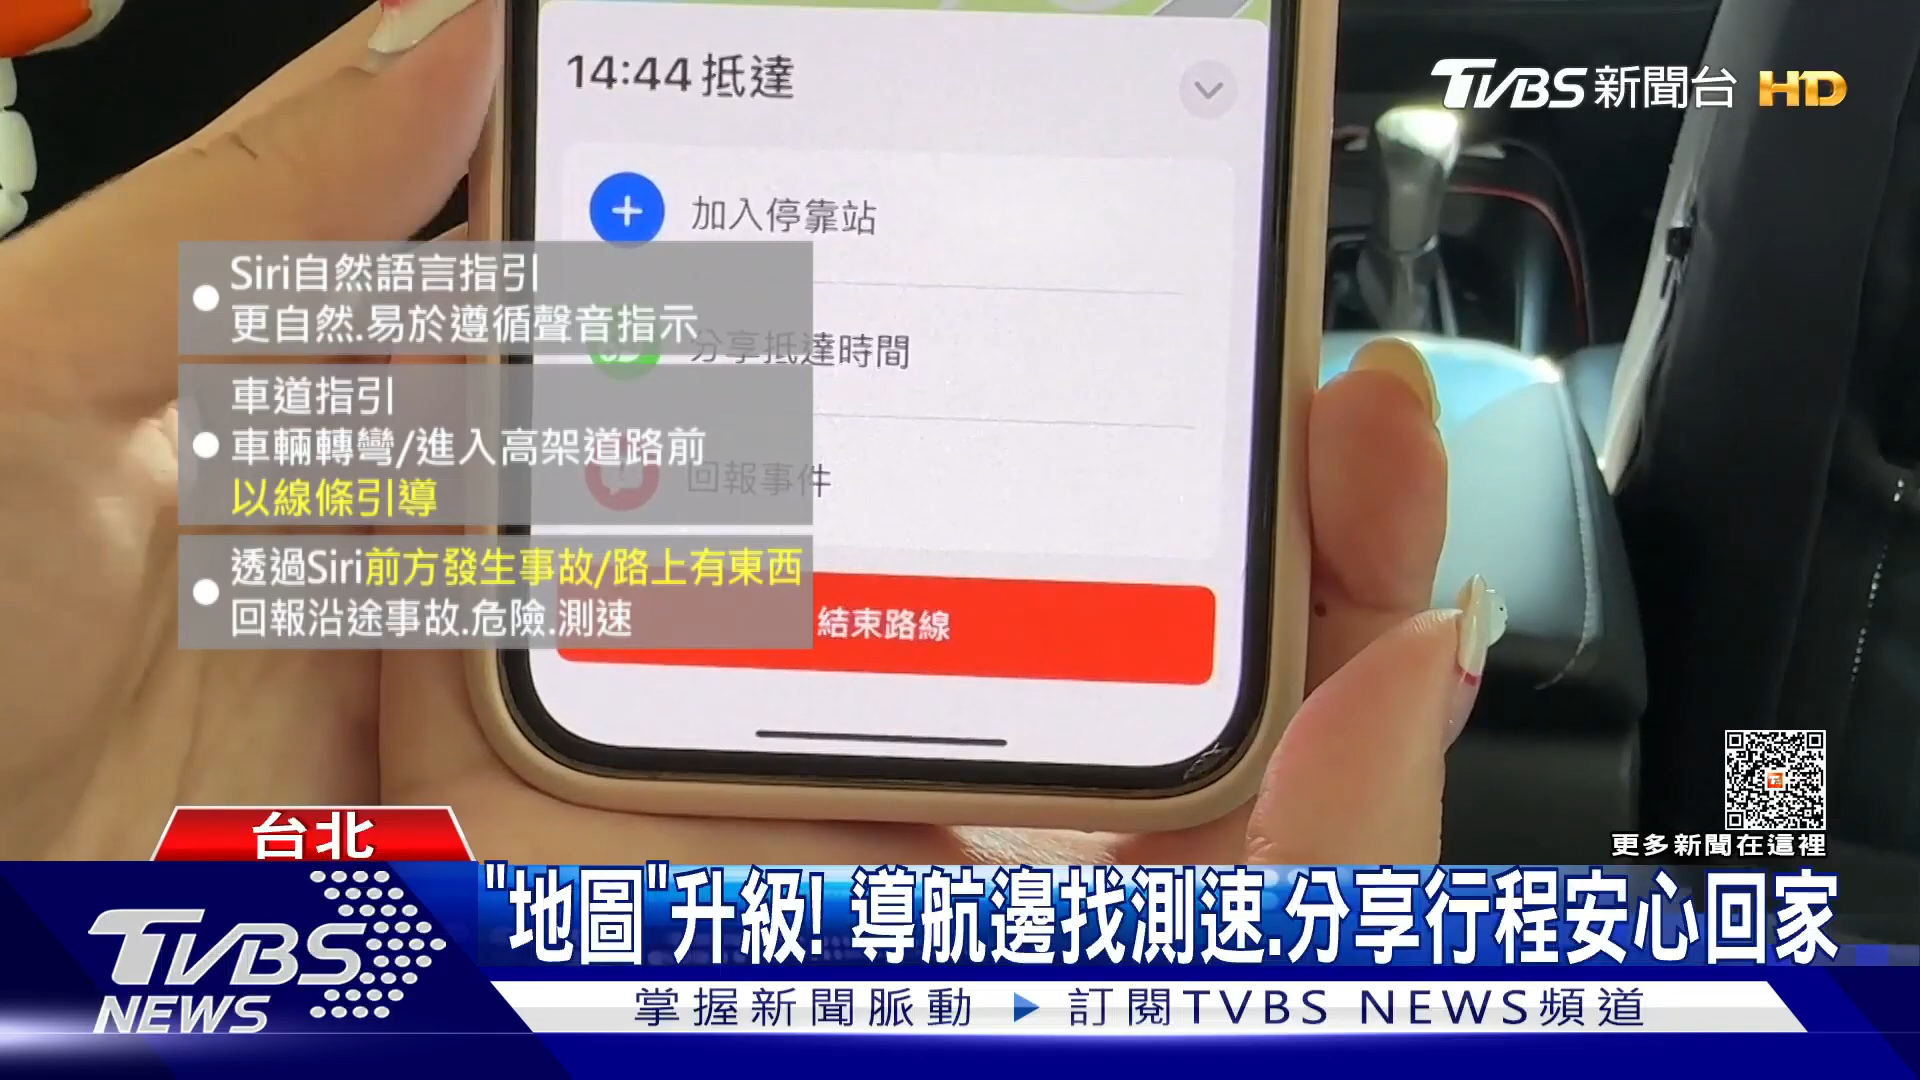 14:44 抵達
TVBS新聞台 HD
加入停靠站
Siri自然語言指引
更自然.易於遵循聲音指示
分享抵達時間
車道指引
車輛轉彎/進入高架道路前
以線條引導
回報事件
透過Siri前方發生事故/路上有東西
回報沿途事故.危險.測速
結束路線
更多新聞在這裡
台北
"地圖"升級! 導航邊找測速.分享行程安心回家
TVBS
NEWS
掌握新聞脈動 ▶ 訂閱TVBS NEWS頻道